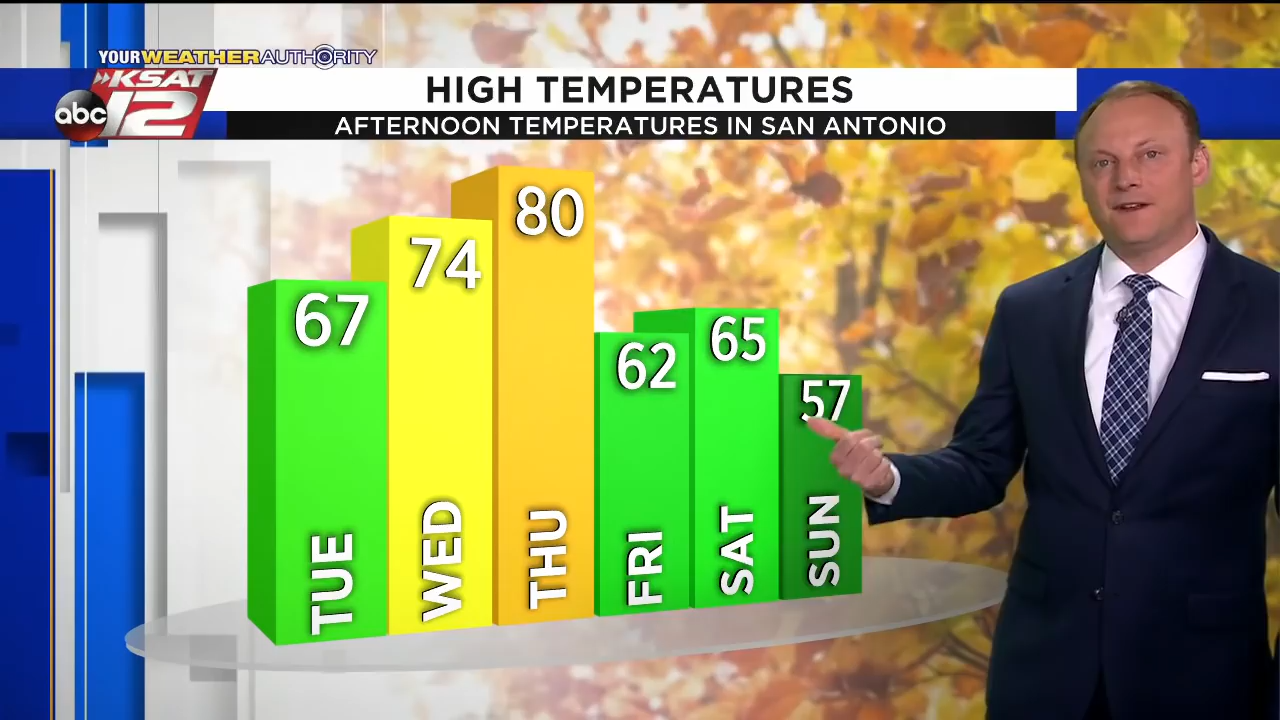 YOURWEATHERAUTHORITY
KSAT
abc 12
HIGH TEMPERATURES
AFTERNOON TEMPERATURES IN SAN ANTONIO
67 74 80 62 65 57
TUE WED THU FRI SAT SUN